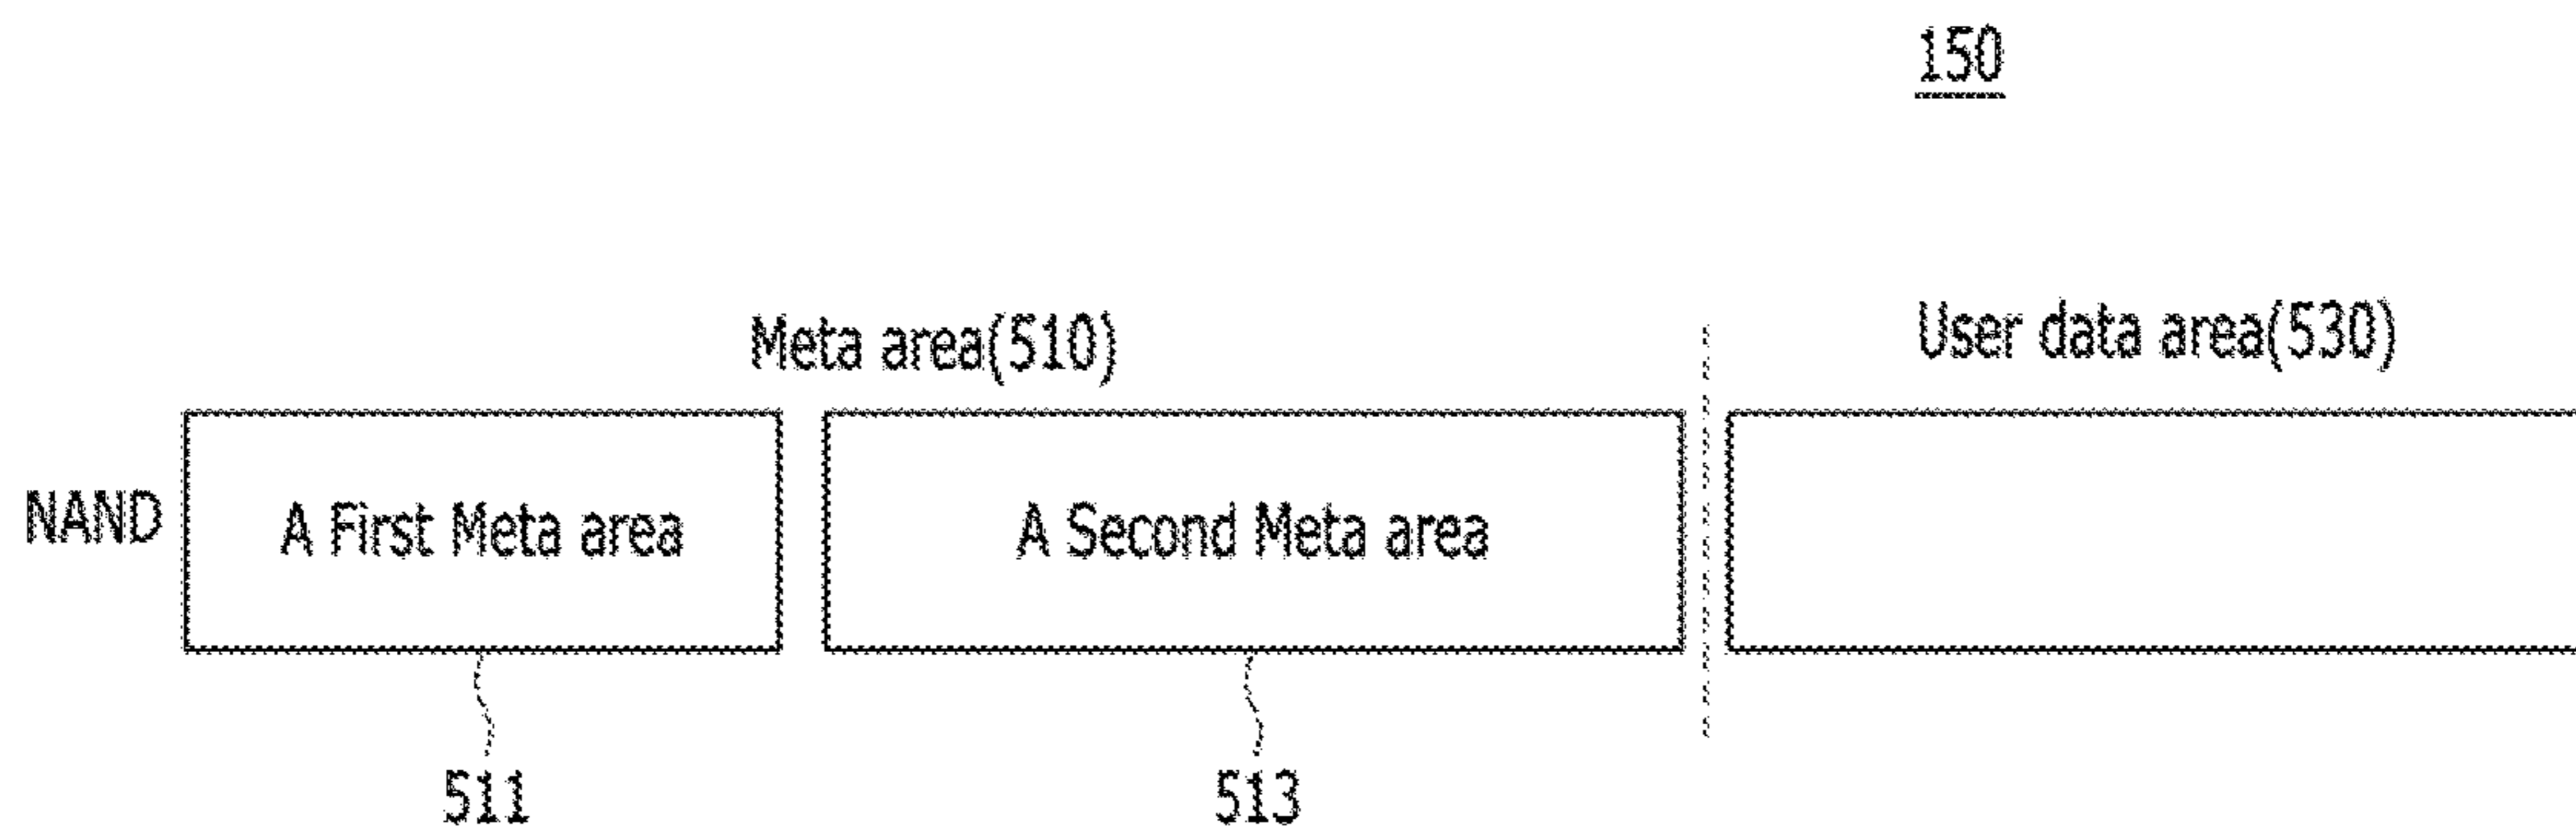 150
Meta area(510)
User data area(530)
NAND
A First Meta area
A Second Meta area
511
513